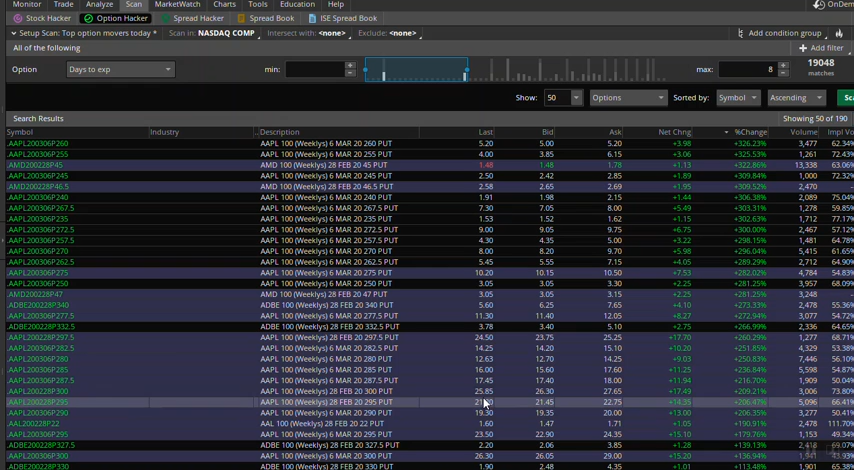 Monitor Trade Analyze Scan MarketWatch Charts Tools Education Help OnDem
Stock Hacker Option Hacker Spread Hacker Spread Book ISE Spread Book
Setup Scan: Top option movers today * Scan in: NASDAQ COMP Intersect with: <none> Exclude: <none> Add condition group
All of the following Add filter
Option Days to exp min: max: 8 19048
matches
Show: 50 Options Sorted by: Symbol Ascending Sca
Search Results Showing 50 of 190
Symbol Industry .. Description Last Bid Ask Net Chng %Change Volume Impl Vo
.AAPL200306P260 AAPL 100 (Weeklys) 6 MAR 20 260 PUT 5.20 5.00 5.20 +3.98 +326.23% 3,477 62.34%
.AAPL200306P255 AAPL 100 (Weeklys) 6 MAR 20 255 PUT 4.00 3.85 6.15 +3.06 +325.53% 1,261 72.43%
.AMD200228P45 AMD 100 (Weeklys) 28 FEB 20 45 PUT 1.48 1.48 1.78 +1.13 +322.86% 13,338 63.06%
.AAPL200306P245 AAPL 100 (Weeklys) 6 MAR 20 245 PUT 2.50 2.42 2.85 +1.89 +309.84% 1,000 72.32%
.AMD200228P46.5 AMD 100 (Weeklys) 28 FEB 20 46.5 PUT 2.58 2.65 2.69 +1.95 +309.52% 2,470 --
.AAPL200306P240 AAPL 100 (Weeklys) 6 MAR 20 240 PUT 1.91 1.98 2.15 +1.44 +306.38% 2,089 75.04%
.AAPL200306P267.5 AAPL 100 (Weeklys) 6 MAR 20 267.5 PUT 7.30 7.05 8.00 +5.49 +303.31% 1,278 59.85%
.AAPL200306P235 AAPL 100 (Weeklys) 6 MAR 20 235 PUT 1.53 1.52 1.62 +1.15 +302.63% 1,712 77.17%
.AAPL200306P272.5 AAPL 100 (Weeklys) 6 MAR 20 272.5 PUT 9.00 9.05 9.75 +6.75 +300.00% 2,467 57.12%
.AAPL200306P257.5 AAPL 100 (Weeklys) 6 MAR 20 257.5 PUT 4.30 4.35 5.00 +3.22 +298.15% 1,481 64.78%
.AAPL200306P270 AAPL 100 (Weeklys) 6 MAR 20 270 PUT 8.00 8.20 9.70 +5.98 +296.04% 5,415 61.65%
.AAPL200306P262.5 AAPL 100 (Weeklys) 6 MAR 20 262.5 PUT 5.45 5.55 7.15 +4.05 +289.29% 2,712 64.90%
.AAPL200306P275 AAPL 100 (Weeklys) 6 MAR 20 275 PUT 10.20 10.15 10.50 +7.53 +282.02% 4,784 54.83%
.AAPL200306P250 AAPL 100 (Weeklys) 6 MAR 20 250 PUT 3.05 3.05 3.30 +2.25 +281.25% 3,957 68.09%
.AMD200228P47 AMD 100 (Weeklys) 28 FEB 20 47 PUT 3.05 3.05 3.15 +2.25 +281.25% 3,248 --
.ADBE200228P340 ADBE 100 (Weeklys) 28 FEB 20 340 PUT 5.60 6.25 7.65 +4.10 +273.33% 2,478 55.36%
.AAPL200306P277.5 AAPL 100 (Weeklys) 6 MAR 20 277.5 PUT 11.30 11.40 12.05 +8.27 +272.94% 3,077 54.72%
.ADBE200228P332.5 ADBE 100 (Weeklys) 28 FEB 20 332.5 PUT 3.78 3.40 5.10 +2.75 +266.99% 2,336 64.65%
.AAPL200228P297.5 AAPL 100 (Weeklys) 28 FEB 20 297.5 PUT 24.50 23.75 25.25 +17.70 +260.29% 1,277 68.71%
.AAPL200306P282.5 AAPL 100 (Weeklys) 6 MAR 20 282.5 PUT 14.25 14.20 15.10 +10.20 +251.85% 4,329 53.38%
.AAPL200306P280 AAPL 100 (Weeklys) 6 MAR 20 280 PUT 12.63 12.70 14.25 +9.03 +250.83% 7,446 56.10%
.AAPL200306P285 AAPL 100 (Weeklys) 6 MAR 20 285 PUT 16.00 15.60 17.60 +11.25 +236.84% 5,598 54.87%
.AAPL200306P287.5 AAPL 100 (Weeklys) 6 MAR 20 287.5 PUT 17.45 17.40 18.00 +11.94 +216.70% 1,909 50.04%
.AAPL200228P300 AAPL 100 (Weeklys) 28 FEB 20 300 PUT 25.85 26.30 27.65 +17.49 +209.21% 3,006 73.80%
.AAPL200228P295 AAPL 100 (Weeklys) 28 FEB 20 295 PUT 21.45 22.75 +14.35 +206.47% 5,096 66.41%
.AAPL200306P290 AAPL 100 (Weeklys) 6 MAR 20 290 PUT 19.30 19.35 20.00 +13.00 +206.35% 3,277 50.41%
.AAL200228P22 AAL 100 (Weeklys) 28 FEB 20 22 PUT 1.60 1.47 1.71 +1.05 +190.91% 2,478 111.70%
.AAPL200306P295 AAPL 100 (Weeklys) 6 MAR 20 295 PUT 23.50 22.90 24.35 +15.10 +179.76% 1,153 49.34%
.ADBE200228P327.5 ADBE 100 (Weeklys) 28 FEB 20 327.5 PUT 2.20 2.06 3.85 +1.28 +139.13% 2,418 69.07%
.AAPL200306P300 AAPL 100 (Weeklys) 6 MAR 20 300 PUT 26.30 26.05 29.00 +15.20 +136.94% 1,941 43.93%
.ADBE200228P330 ADBE 100 (Weeklys) 28 FEB 20 330 PUT 1.90 2.48 4.35 +1.01 +113.48% 1,901 65.38%